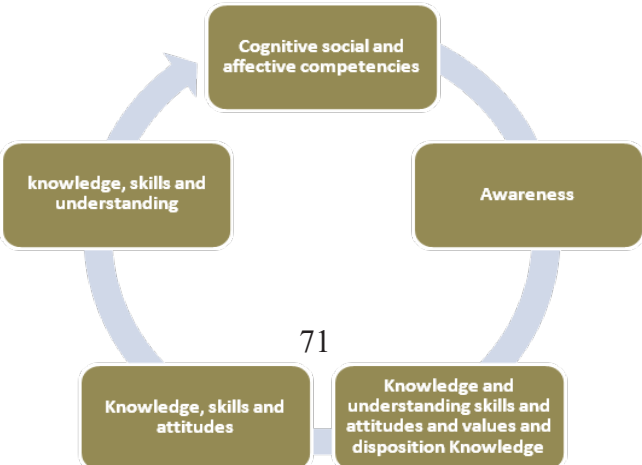 Cognitive social and
affective competencies
Awareness
Knowledge and
understanding skills and
attitudes and values and
disposition Knowledge
Knowledge, skills and
attitudes
knowledge, skills and
understanding
71